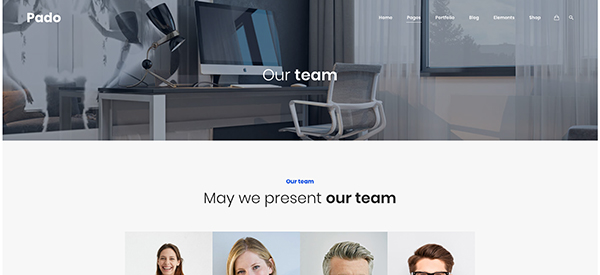 Pado
Home Pages Portfolio Blog Elements Shop
Our team
Our team
May we present our team